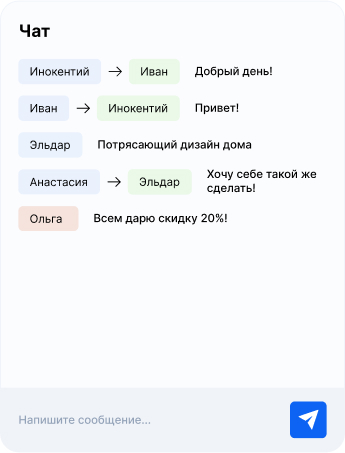 Чат
Инокентий → Иван Добрый день!
Иван → Инокентий Привет!
Эльдар Потрясающий дизайн дома
Анастасия → Эльдар Хочу себе такой же
сделать!
Ольга Всем дарю скидку 20%!
Напишите сообщение...